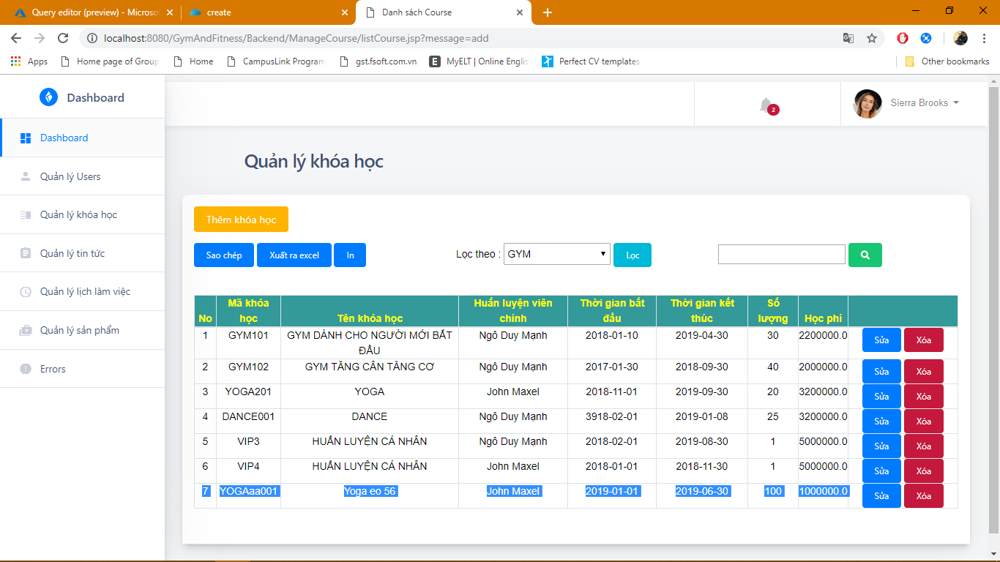 Query editor (preview) - Microso
create
Danh sách Course
localhost:8080/GymAndFitness/Backend/ManageCourse/listCourse.jsp?message=add
Apps Home page of Group Home CampusLink Program gst.fsoft.com.vn MyELT | Online Englis Perfect CV templates Other bookmarks
Dashboard
2
Sierra Brooks
Dashboard
Quản lý Users
Quản lý khóa học
Quản lý tin tức
Quản lý lịch làm việc
Quản lý sản phẩm
Errors
Quản lý khóa học
Thêm khóa học
Sao chép Xuất ra excel In Lọc theo : GYM Lọc
No Mã khóa học Tên khóa học Huấn luyện viên chính Thời gian bắt đầu Thời gian kết thúc Số lượng Học phí
1 GYM101 GYM DÀNH CHO NGƯỜI MỚI BẮT ĐẦU Ngô Duy Mạnh 2018-01-10 2019-04-30 30 2200000.0 Sửa Xóa
2 GYM102 GYM TĂNG CÂN TĂNG CƠ Ngô Duy Mạnh 2017-01-30 2018-09-30 40 2000000.0 Sửa Xóa
3 YOGA201 YOGA John Maxel 2018-11-01 2019-09-30 20 3200000.0 Sửa Xóa
4 DANCE001 DANCE Ngô Duy Mạnh 3918-02-01 2019-01-08 25 3200000.0 Sửa Xóa
5 VIP3 HUẤN LUYỆN CÁ NHÂN Ngô Duy Mạnh 2018-02-01 2019-08-30 1 5000000.0 Sửa Xóa
6 VIP4 HUẤN LUYỆN CÁ NHÂN John Maxel 2018-01-01 2018-11-30 1 5000000.0 Sửa Xóa
7 YOGAaa001 Yoga eo 56 John Maxel 2019-01-01 2019-06-30 100 1000000.0 Sửa Xóa